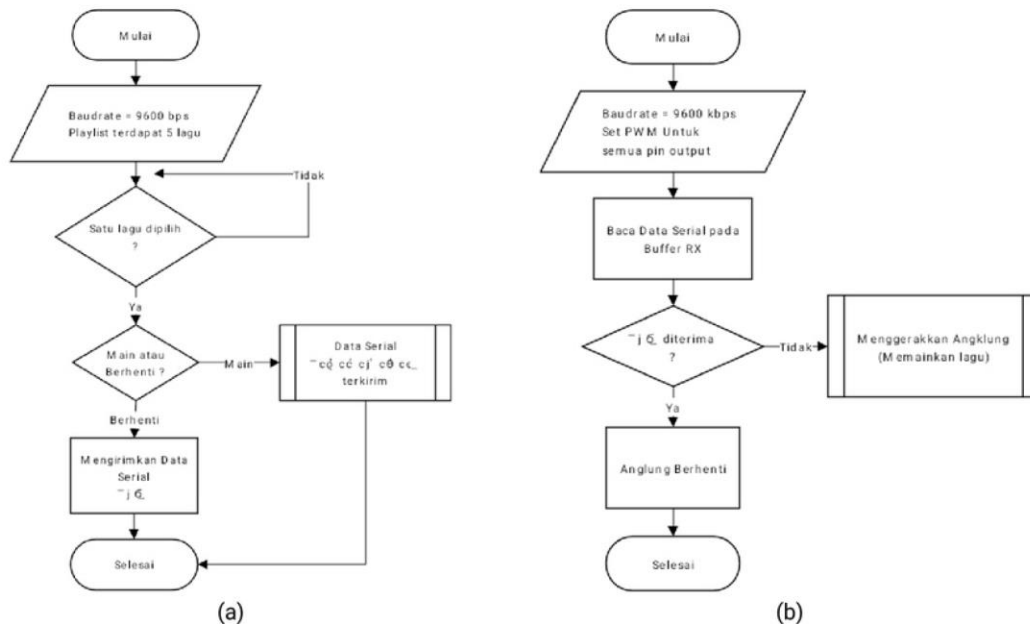 Mulai
Baudrate = 9600 bps
Playlist terdapat 5 lagu
Tidak
Satu lagu dipilih
?
Ya
Main atau
Berhenti ?
Main
Data Serial
terkirim
Berhenti
Mengirimkan Data
Serial
Selesai
(a)
Mulai
Baudrate = 9600 kbps
Set PWM Untuk
semua pin output
Baca Data Serial pada
Buffer RX
diterima
?
Tidak
Menggerakkan Angklung
(Memainkan lagu)
Ya
Anglung Berhenti
Selesai
(b)